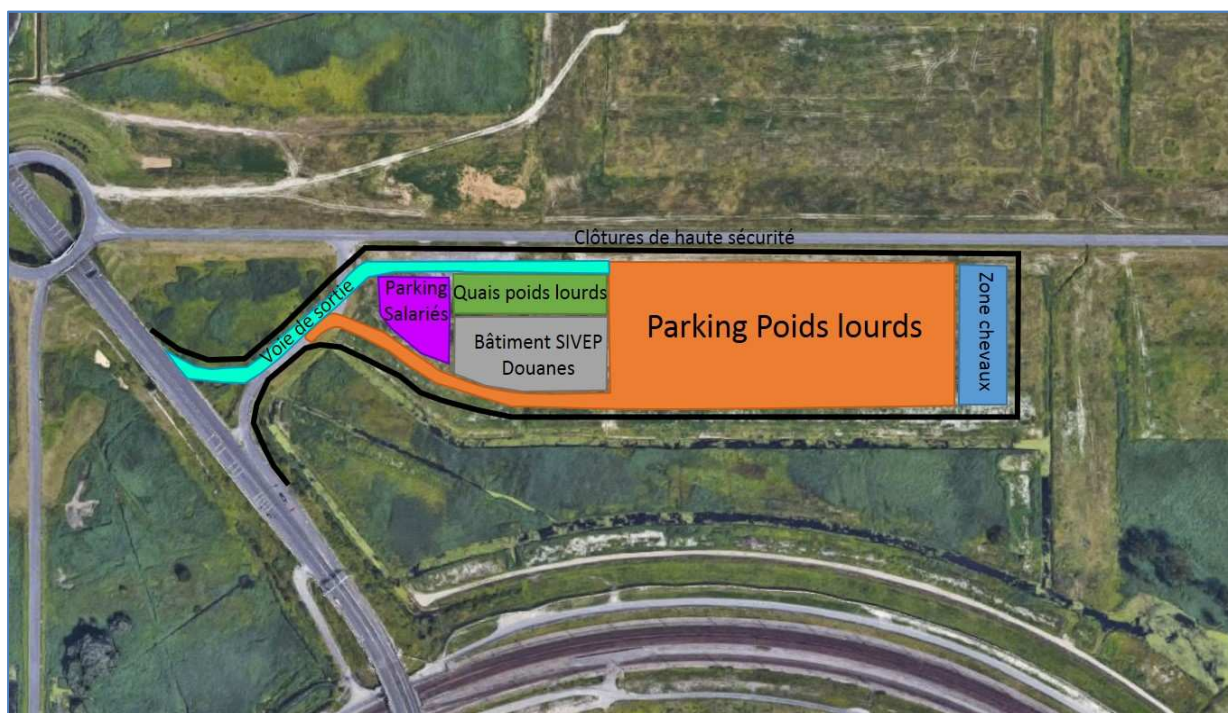 Clôtures de haute sécurité
Voie de sortie
Parking
Salariés
Quais poids lourds
Bâtiment SIVEP
Douanes
Parking Poids lourds
Zone chevaux